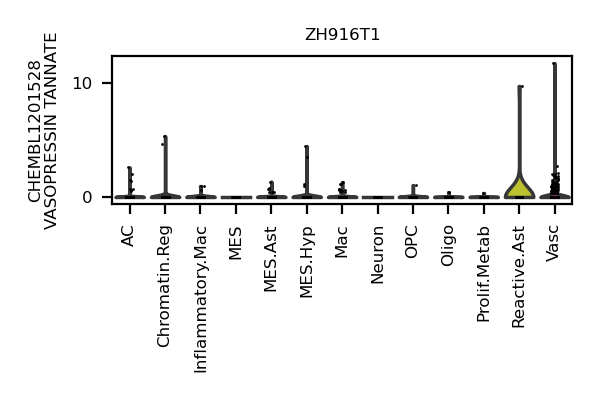 ZH916T1
CHEMBL1201528
VASOPRESSIN TANNATE
10
0
AC
Chromatin.Reg
Inflammatory.Mac
MES
MES.Ast
MES.Hyp
Mac
Neuron
OPC
Oligo
Prolif.Metab
Reactive.Ast
Vasc